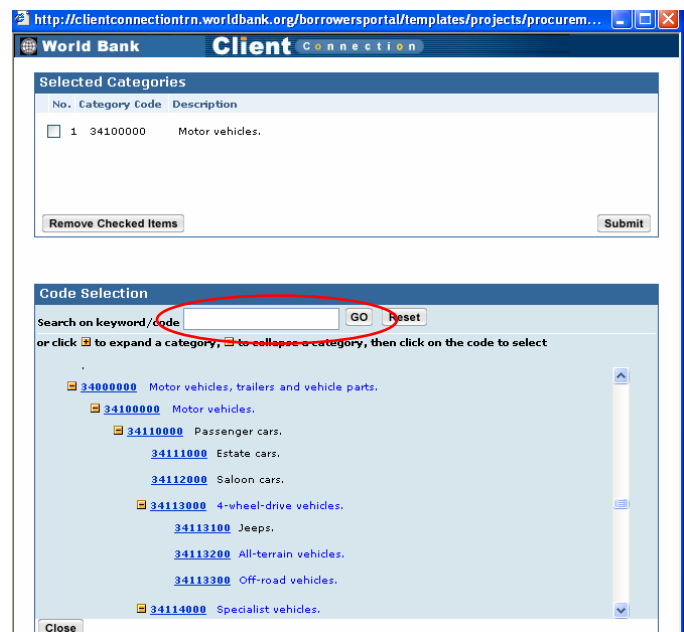 http://clientconnectiontrn.worldbank.org/borrowersportal/templates/projects/procurem...
World Bank Client Connection
Selected Categories
No. Category Code Description
1 34100000 Motor vehicles.
Remove Checked Items Submit
Code Selection
Search on keyword/code GO Reset
or click to expand a category, to collapse a category, then click on the code to select
.
34000000 Motor vehicles, trailers and vehicle parts.
34100000 Motor vehicles.
34110000 Passenger cars.
34111000 Estate cars.
34112000 Saloon cars.
34113000 4-wheel-drive vehicles.
34113100 Jeeps.
34113200 All-terrain vehicles.
34113300 Off-road vehicles.
34114000 Specialist vehicles.
Close